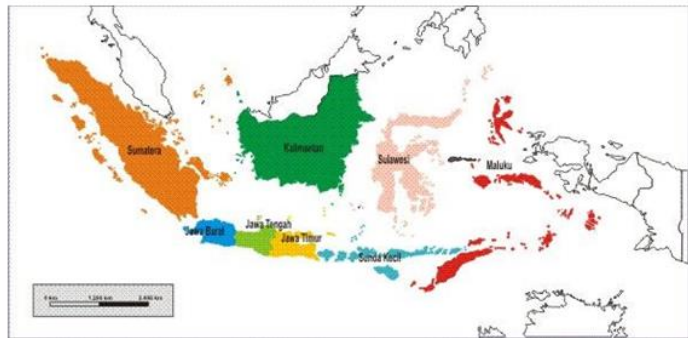 Sumatera
Kalimantan
Sulawesi
Maluku
Jawa Barat
Jawa Tengah
Jawa Timur
Sunda Kecil